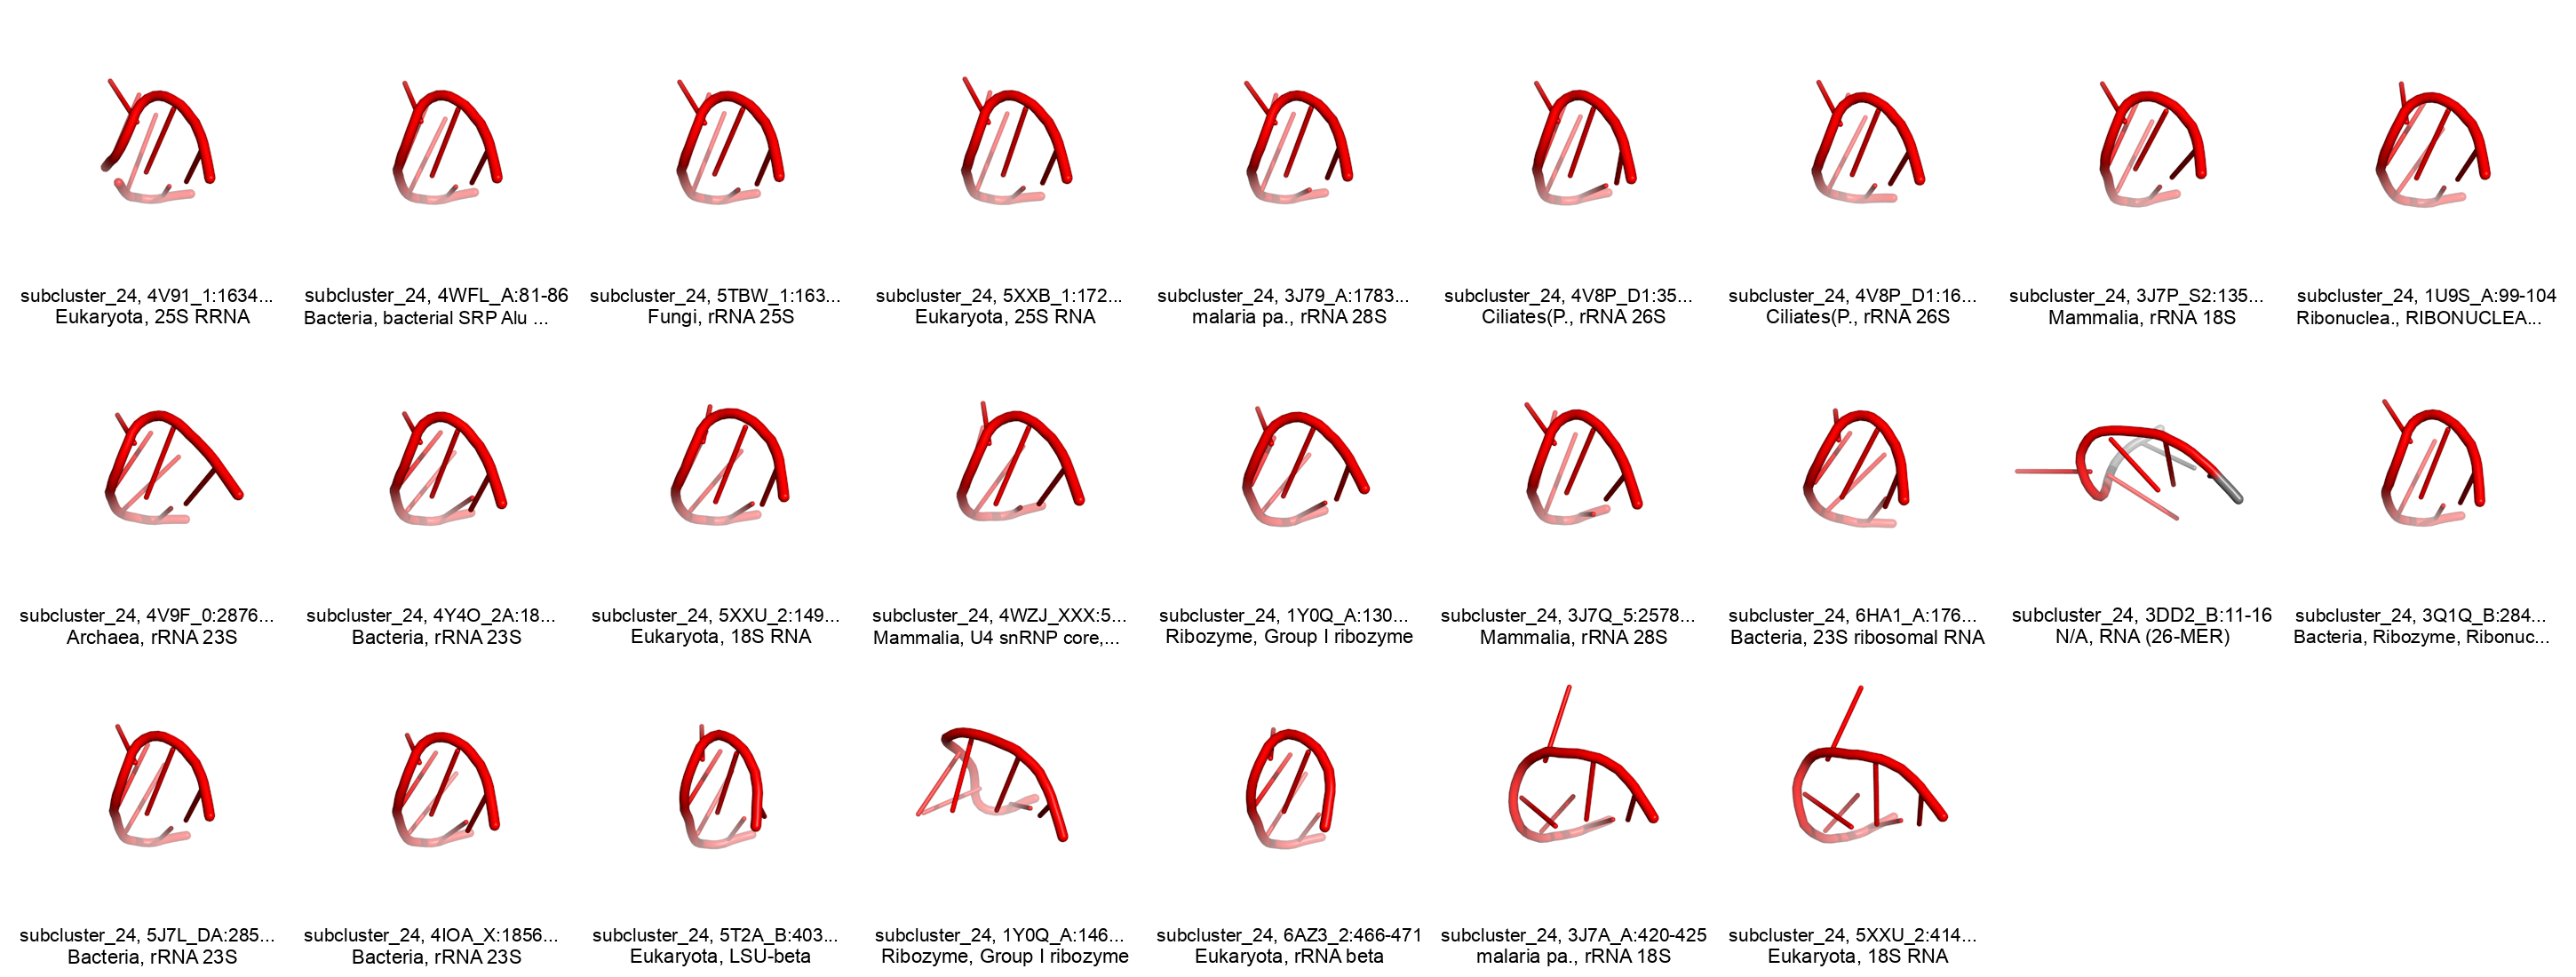 subcluster_24, 4V91_1:1634...
Eukaryota, 25S RRNA
subcluster_24, 4WFL_A:81-86
Bacteria, bacterial SRP Alu ...
subcluster_24, 5TBW_1:163...
Fungi, rRNA 25S
subcluster_24, 5XXB_1:172...
Eukaryota, 25S RNA
subcluster_24, 3J79_A:1783...
malaria pa., rRNA 28S
subcluster_24, 4V8P_D1:35...
Ciliates(P., rRNA 26S
subcluster_24, 4V8P_D1:16...
Ciliates(P., rRNA 26S
subcluster_24, 3J7P_S2:135...
Mammalia, rRNA 18S
subcluster_24, 1U9S_A:99-104
Ribonuclea., RIBONUCLEA...
subcluster_24, 4V9F_0:2876...
Archaea, rRNA 23S
subcluster_24, 4Y4O_2A:18...
Bacteria, rRNA 23S
subcluster_24, 5XXU_2:149...
Eukaryota, 18S RNA
subcluster_24, 4WZJ_XXX:5...
Mammalia, U4 snRNP core,...
subcluster_24, 1Y0Q_A:130...
Ribozyme, Group I ribozyme
subcluster_24, 3J7Q_5:2578...
Mammalia, rRNA 28S
subcluster_24, 6HA1_A:176...
Bacteria, 23S ribosomal RNA
subcluster_24, 3DD2_B:11-16
N/A, RNA (26-MER)
subcluster_24, 3Q1Q_B:284...
Bacteria, Ribozyme, Ribonuc...
subcluster_24, 5J7L_DA:285...
Bacteria, rRNA 23S
subcluster_24, 4IOA_X:1856...
Bacteria, rRNA 23S
subcluster_24, 5T2A_B:403...
Eukaryota, LSU-beta
subcluster_24, 1Y0Q_A:146...
Ribozyme, Group I ribozyme
subcluster_24, 6AZ3_2:466-471
Eukaryota, rRNA beta
subcluster_24, 3J7A_A:420-425
malaria pa., rRNA 18S
subcluster_24, 5XXU_2:414...
Eukaryota, 18S RNA